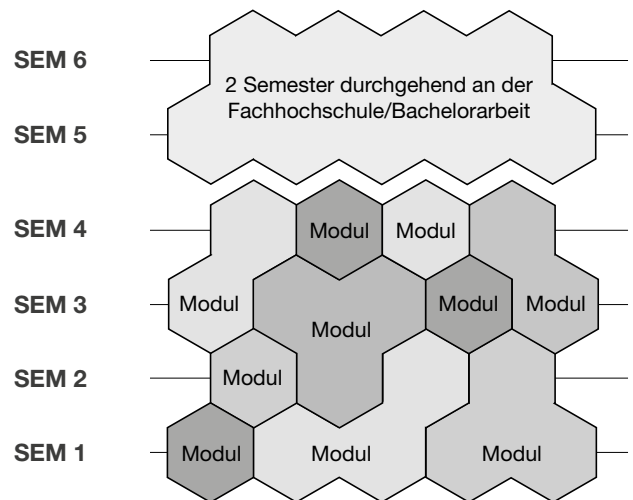 SEM 6
2 Semester durchgehend an der
Fachhochschule/Bachelorarbeit
SEM 5
SEM 4
Modul
Modul
SEM 3
Modul
Modul
Modul
Modul
SEM 2
Modul
SEM 1
Modul
Modul
Modul